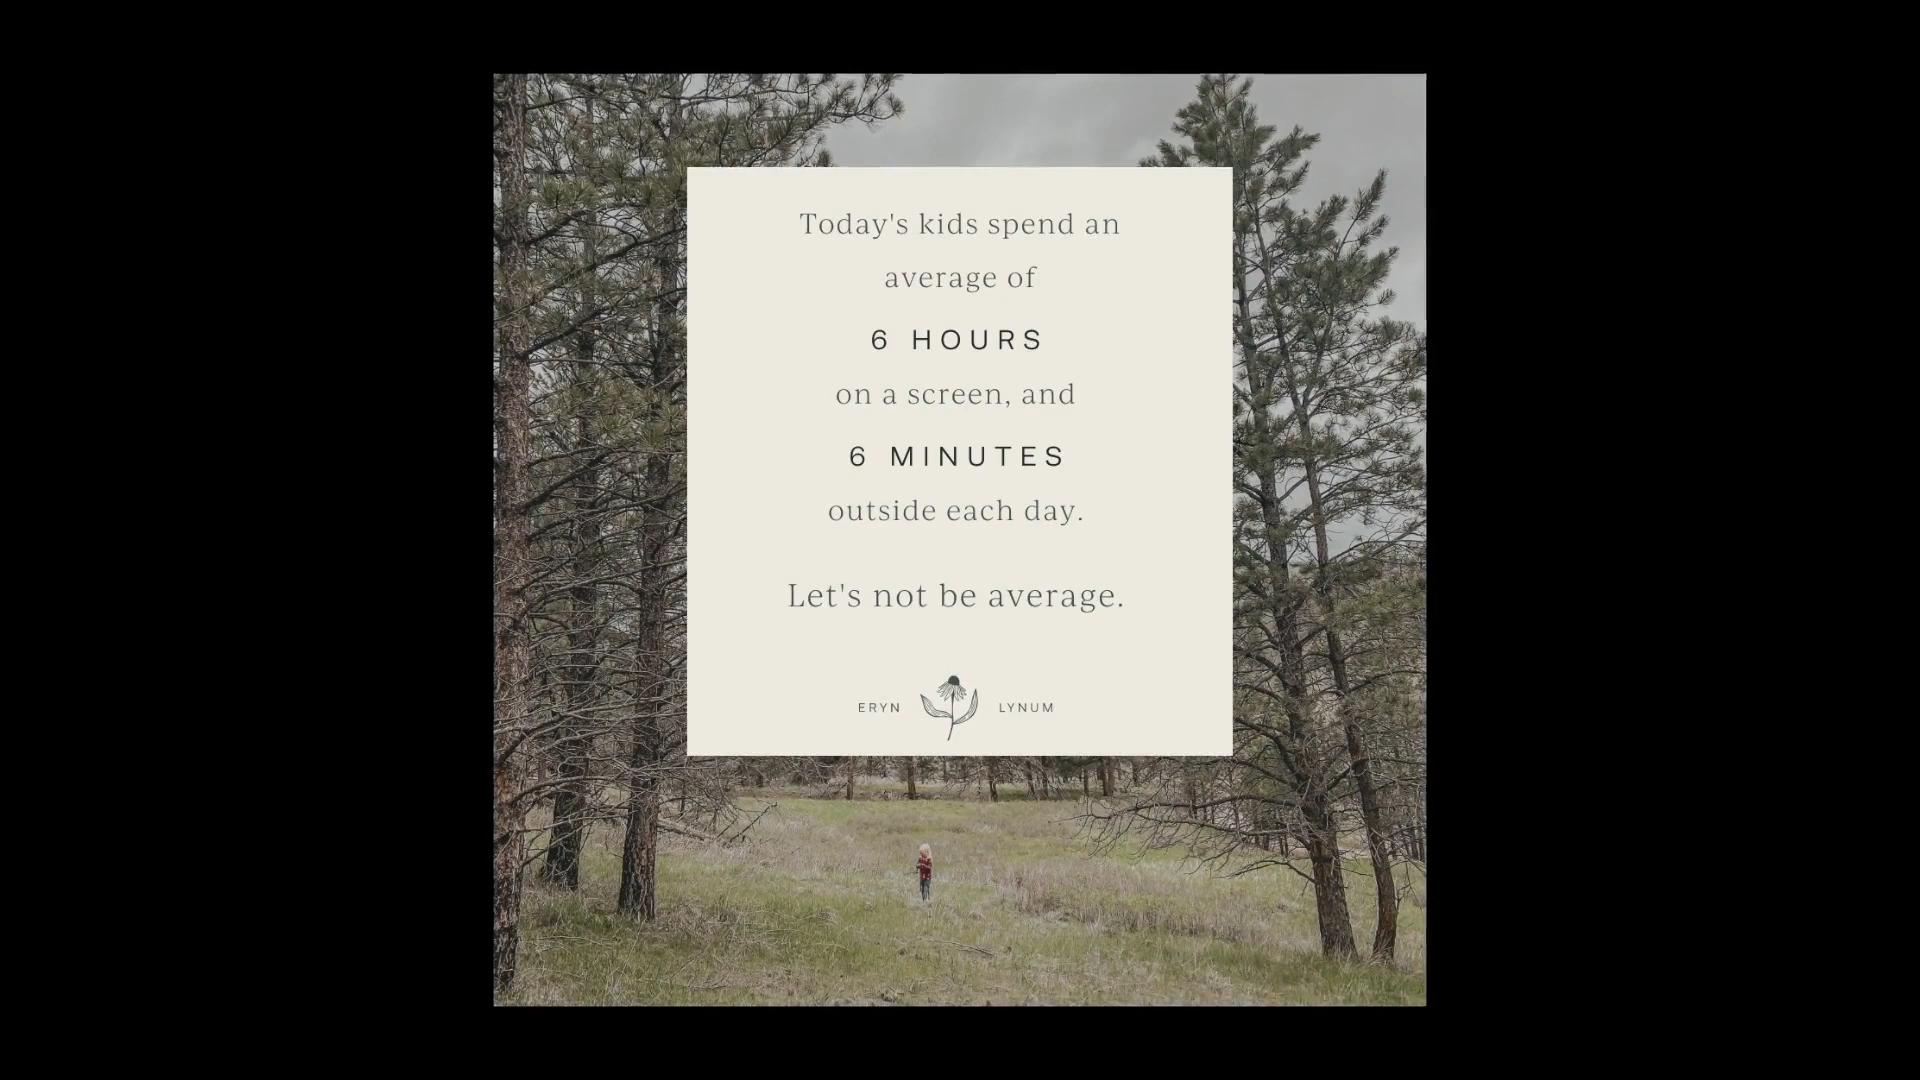 Today's kids spend an
average of
6 HOURS
on a screen, and
6 MINUTES
outside each day.
Let's not be average.
ERYN LYNUM